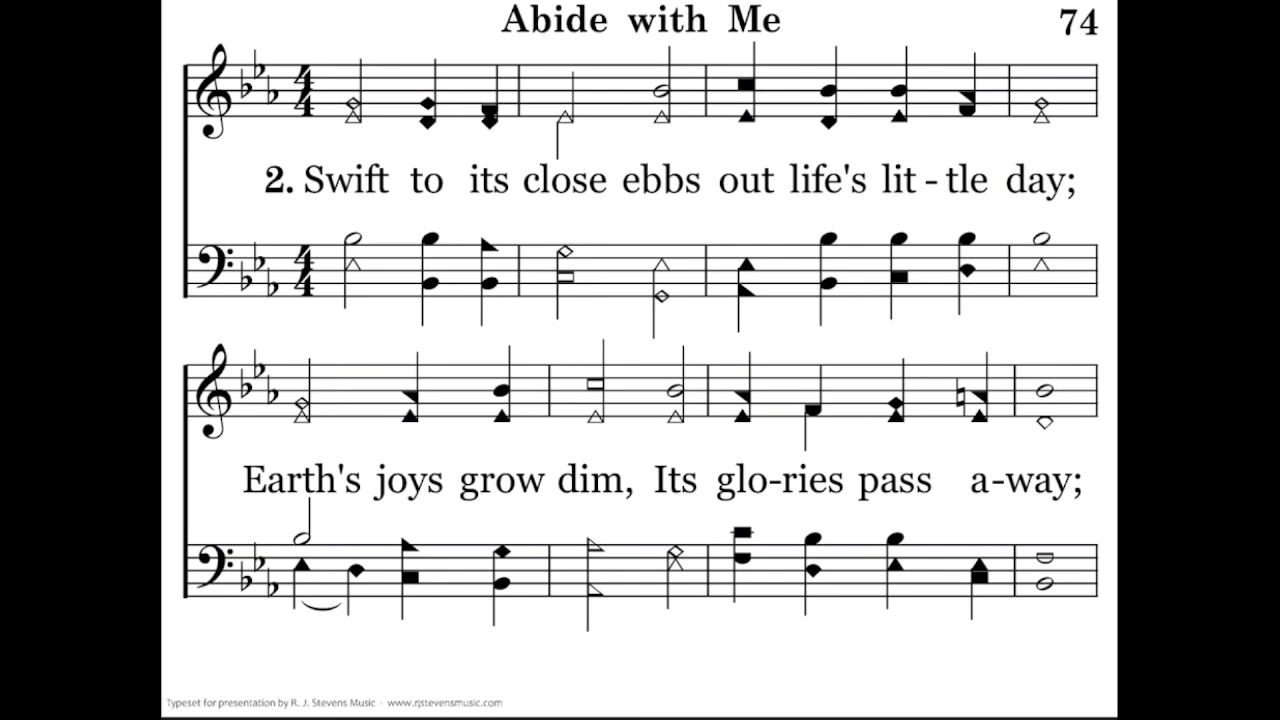 Abide with Me 74
2. Swift to its close ebbs out life's lit - tle day;
Earth's joys grow dim, Its glo-ries pass a-way;
Typeset for presentation by R. J. Stevens Music · www.rjstevensmusic.com